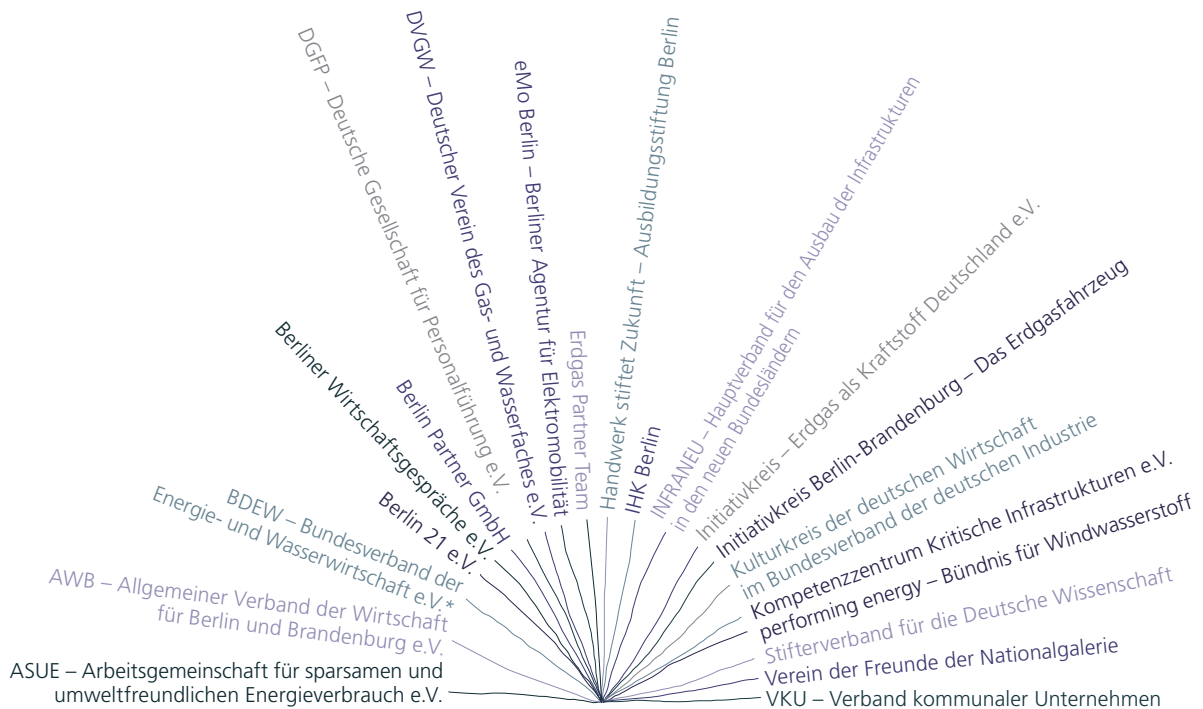 ASUE – Arbeitsgemeinschaft für sparsamen und
umweltfreundlichen Energieverbrauch e.V.
AWB – Allgemeiner Verband der Wirtschaft
für Berlin und Brandenburg e.V.
BDEW – Bundesverband der
Energie- und Wasserwirtschaft e.V.*
Berlin 21 e.V.
Berliner Wirtschaftsgespräche e.V.
Berlin Partner GmbH
DGFP – Deutsche Gesellschaft für Personalführung e.V.
DVGW – Deutscher Verein des Gas- und Wasserfaches e.V.
eMo Berlin – Berliner Agentur für Elektromobilität
Erdgas Partner Team
Handwerk stiftet Zukunft – Ausbildungsstiftung Berlin
IHK Berlin
INFRANEU – Hauptverband für den Ausbau der Infrastrukturen
in den neuen Bundesländern
Initiativkreis – Erdgas als Kraftstoff Deutschland e.V.
Initiativkreis Berlin-Brandenburg – Das Erdgasfahrzeug
Kulturkreis der deutschen Wirtschaft
im Bundesverband der deutschen Industrie
Kompetenzzentrum Kritische Infrastrukturen e.V.
performing energy – Bündnis für Windwasserstoff
Stifterverband für die Deutsche Wissenschaft
Verein der Freunde der Nationalgalerie
VKU – Verband kommunaler Unternehmen